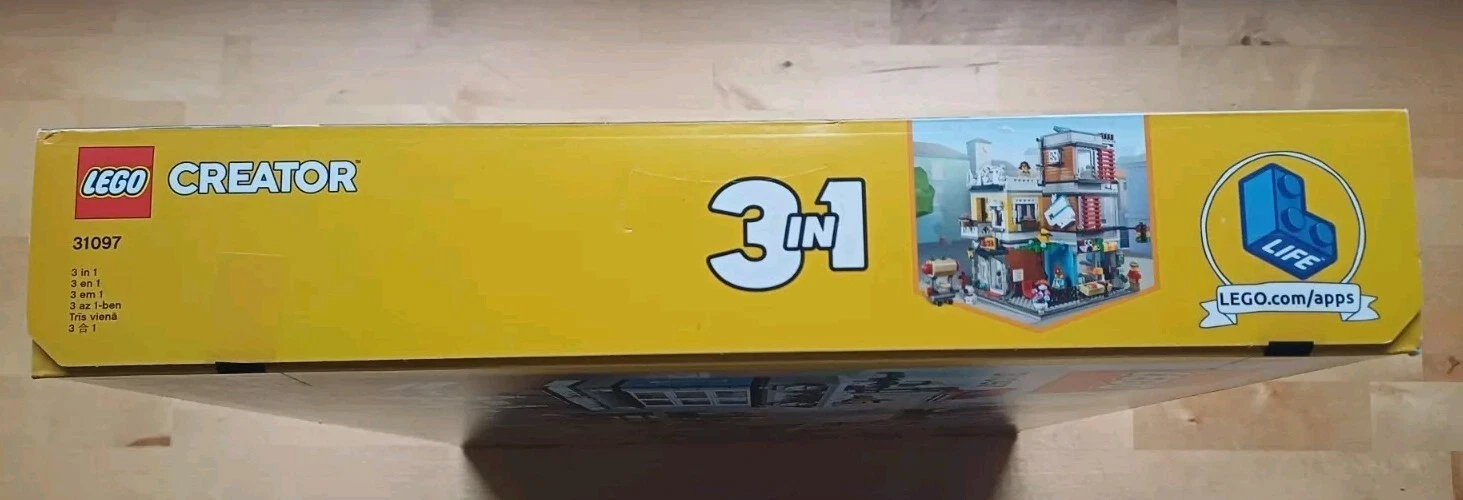 LEGO
CREATOR™
31097
3 in 1
3 en 1
3 em 1
3 az 1-ben
Trīs vienā
3 合 1
3 IN 1
LIFE
LEGO.com/apps